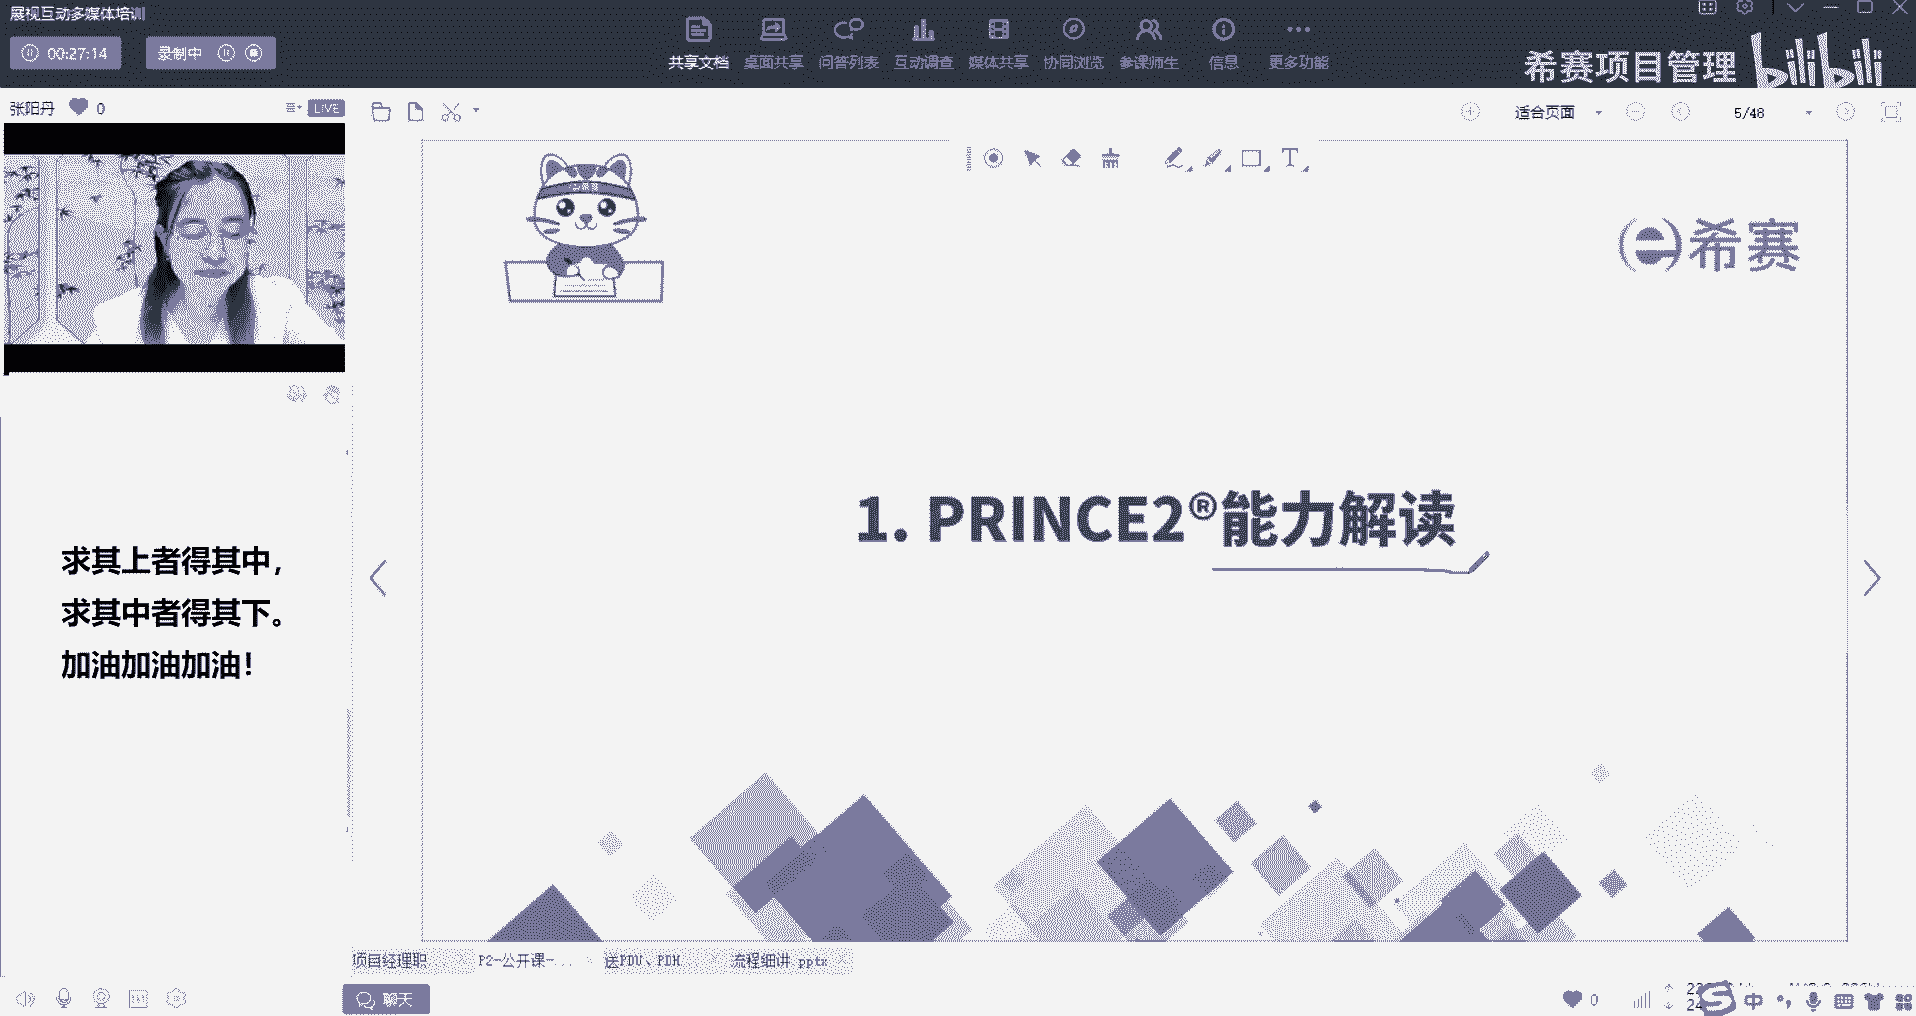 展视互动多媒体培训
00:27:14
录制中
共享文档
桌面共享
问答列表
互动调查
媒体共享
协同浏览
参课师生
信息
更多功能
希赛项目管理
bilibili
张阳丹
0
LIVE
适合页面
5/48
希赛
1. PRINCE2®能力解读
求其上者得其中，
求其中者得其下。
加油加油加油！
项目经理职
P2-公开课-...
送PDU、PDH
流程细讲.pptx
聊天
0
中